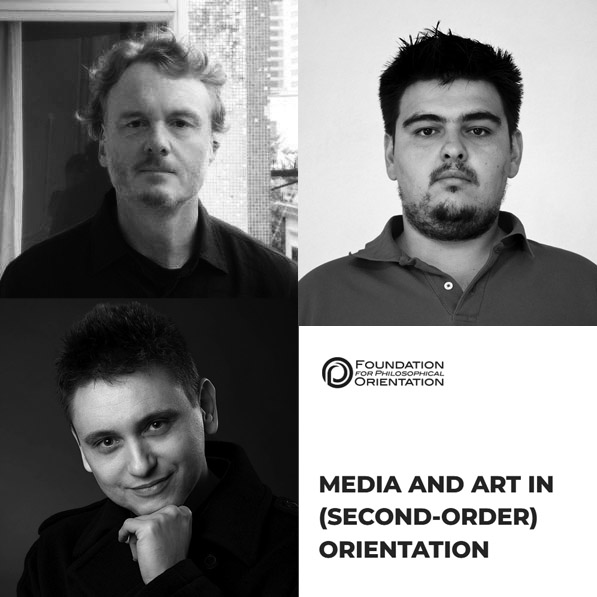 FOUNDATION
FOR PHILOSOPHICAL
ORIENTATION
MEDIA AND ART IN
(SECOND-ORDER)
ORIENTATION